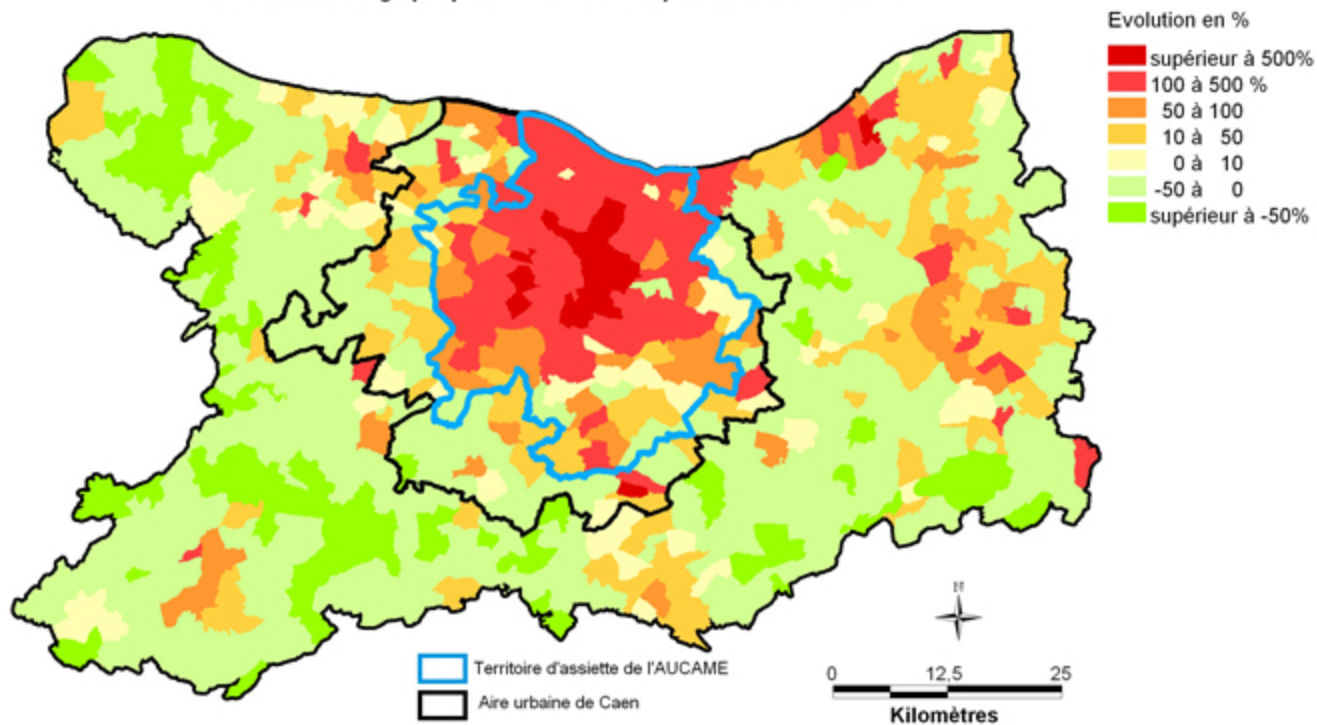 Evolution en %
supérieur à 500%
100 à 500 %
50 à 100
10 à 50
0 à 10
-50 à 0
supérieur à -50%
N
Territoire d'assiette de l'AUCAME
Aire urbaine de Caen
0 12,5 25
Kilomètres